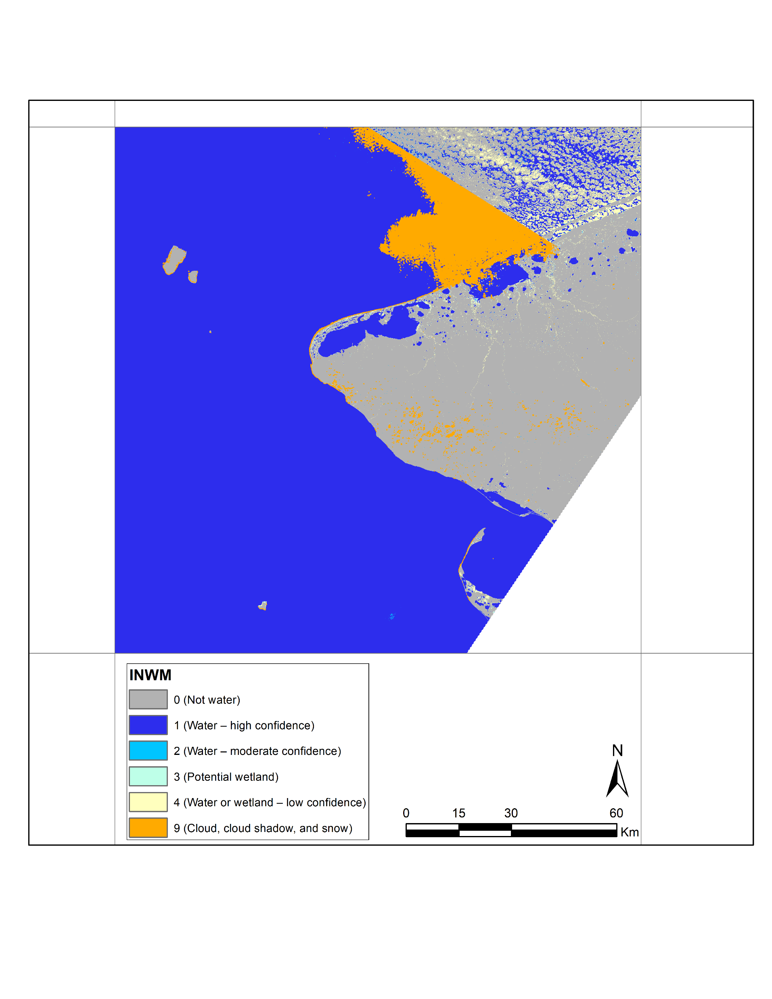 INWM
0 (Not water)
1 (Water – high confidence)
2 (Water – moderate confidence)
3 (Potential wetland)
4 (Water or wetland – low confidence)
9 (Cloud, cloud shadow, and snow)
N
0 15 30 60
Km